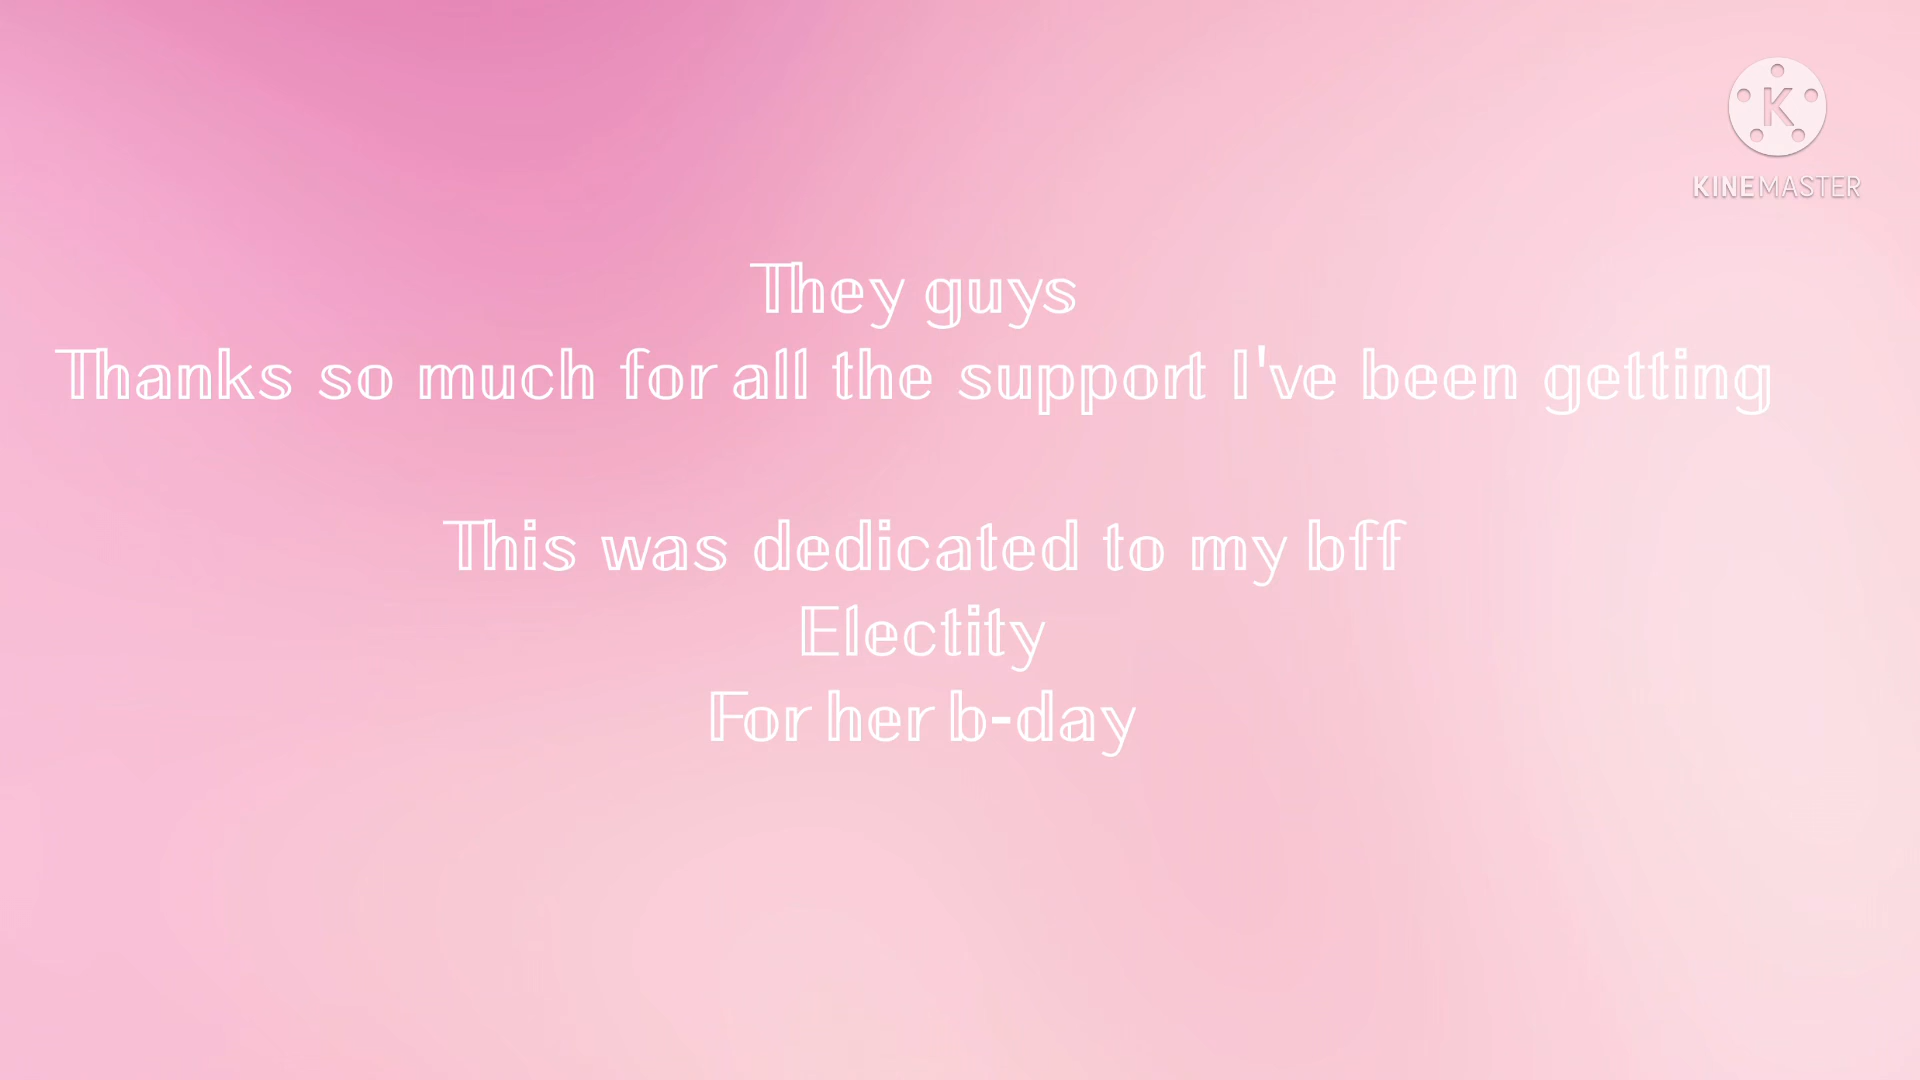 K
KINEMASTER
They guys
Thanks so much for all the support I've been getting
This was dedicated to my bff
Electity
For her b-day